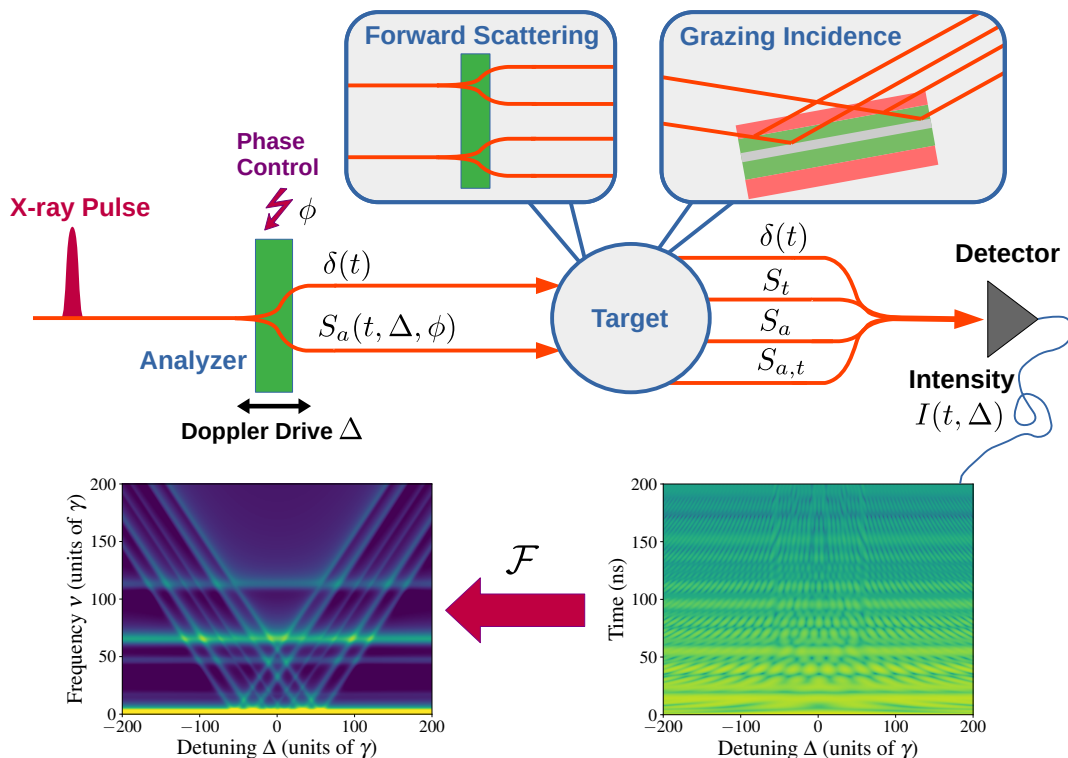 Forward Scattering
Grazing Incidence
Phase
Control
ϕ
X-ray Pulse
δ(t)
S_a(t, Δ, ϕ)
Analyzer
Doppler Drive Δ
Target
δ(t)
S_t
S_a
S_{a,t}
Detector
Intensity
I(t, Δ)
Frequency ν (units of γ)
200
150
100
50
0
−200 −100 0 100 200
Detuning Δ (units of γ)
ℱ
Time (ns)
200
150
100
50
0
−200 −100 0 100 200
Detuning Δ (units of γ)